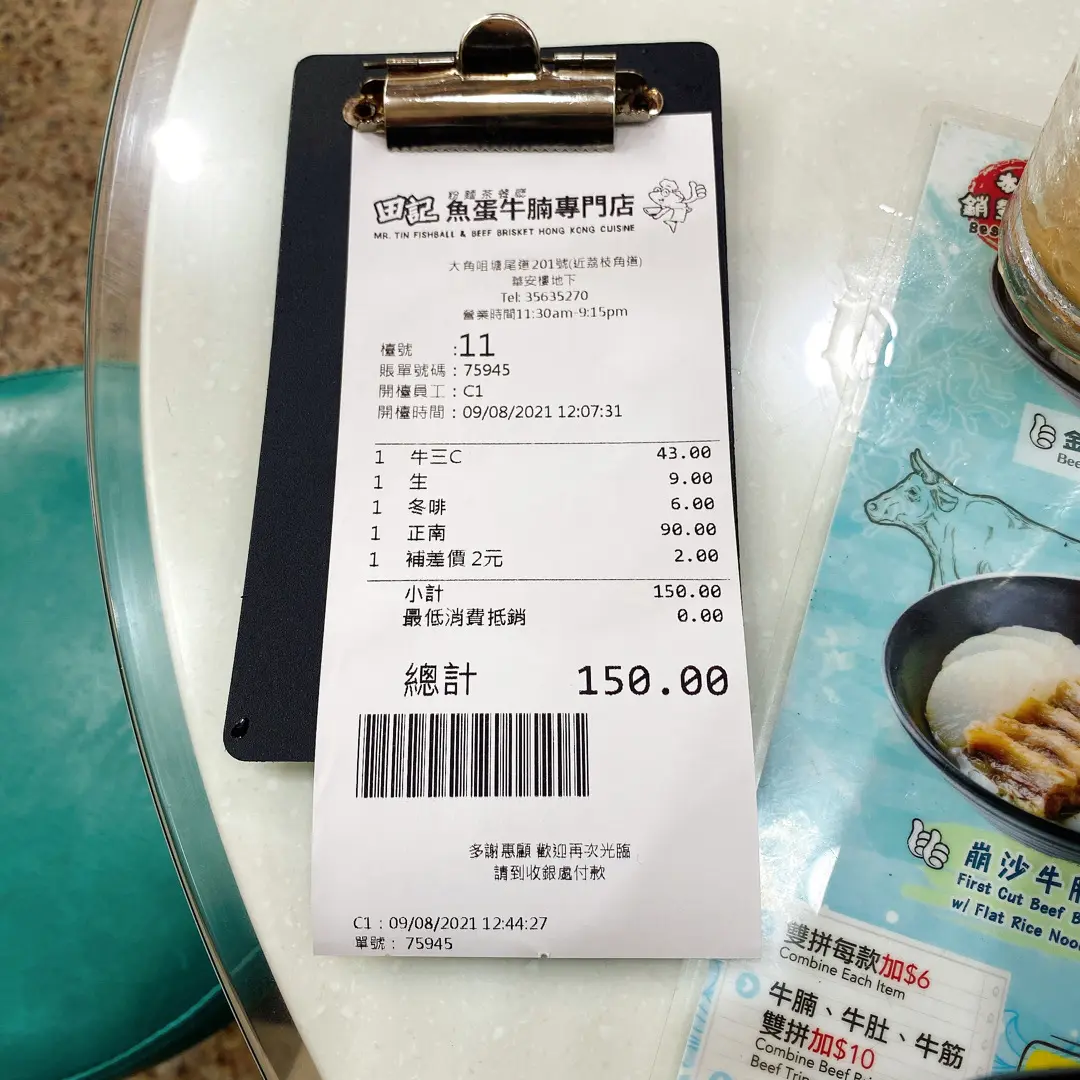 粉麵茶餐廳
田記 魚蛋牛腩專門店
MR. TIN FISHBALL & BEEF BRISKET HONG KONG CUISINE
大角咀塘尾道201號(近荔枝角道)
華安樓地下
Tel: 35635270
營業時間11:30am-9:15pm
檯號 :11
賬單號碼 : 75945
開檯員工 : C1
開檯時間 : 09/08/2021 12:07:31
1 牛三C 43.00
1 生 9.00
1 冬啡 6.00
1 正南 90.00
1 補差價 2元 2.00
小計 150.00
最低消費抵銷 0.00
總計 150.00
多謝惠顧 歡迎再次光臨
請到收銀處付款
C1 : 09/08/2021 12:44:27
單號 : 75945
銷
Bes
金
Bee
崩沙牛
First Cut Beef B
w/ Flat Rice Noo
雙拼每款加$6
Combine Each Item
牛腩、牛肚、牛筋
雙拼加$10
Combine Beef
Beef Trip